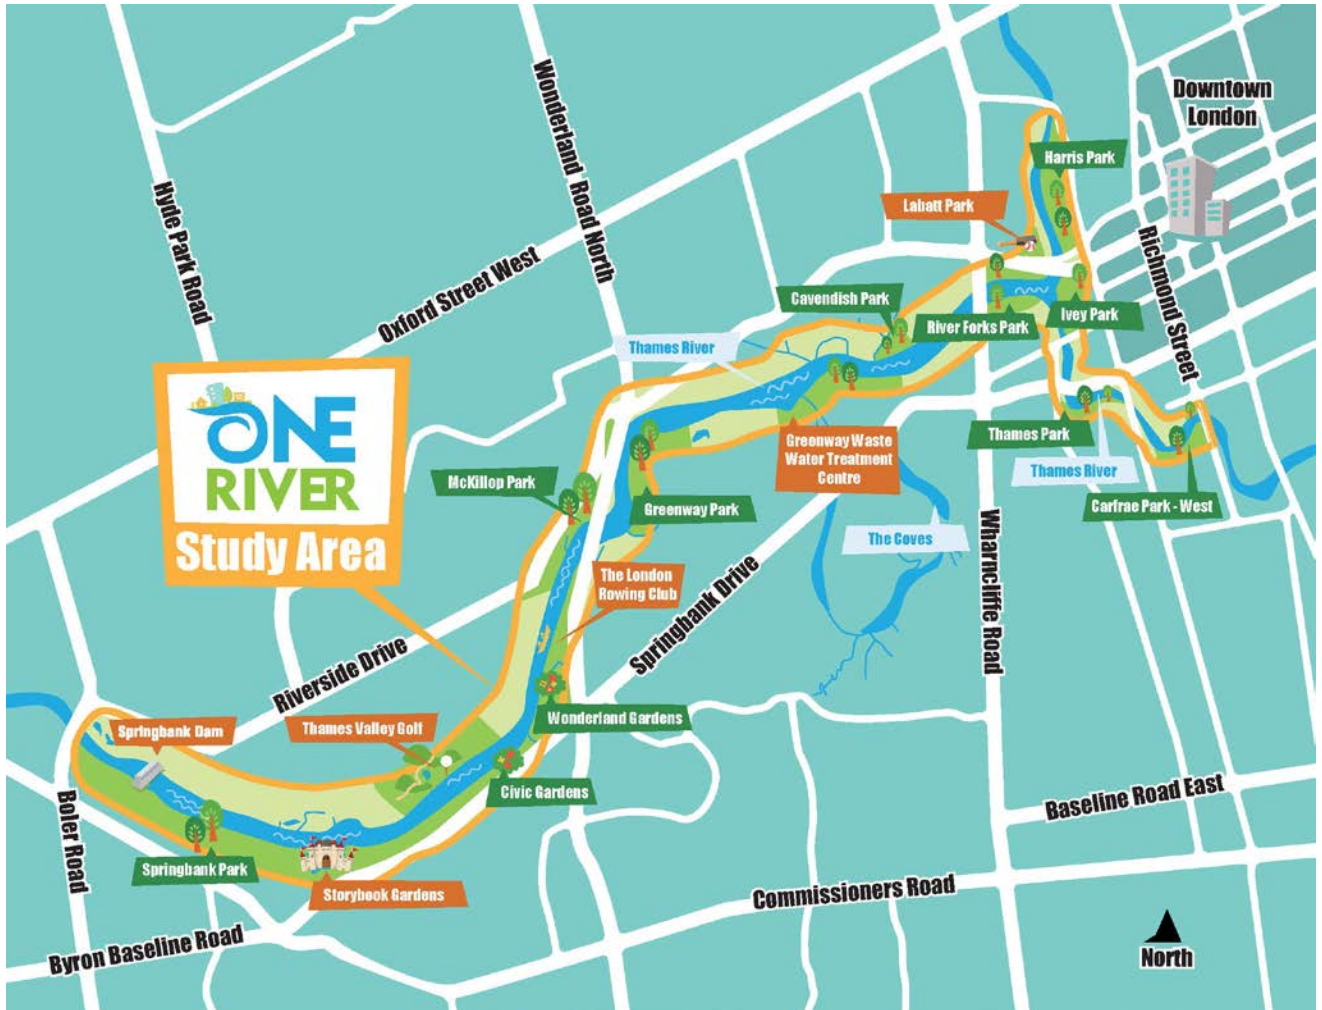 Downtown
London
Wonderland Road North
Harris Park
Hyde Park Road
Labatt Park
Richmond Street
Oxford Street West
Cavendish Park
River Forks Park
Ivey Park
Thames River
ONE
RIVER
Study Area
Thames Park
Greenway Waste
Water Treatment
Centre
Thames River
McKillop Park
Greenway Park
Carfrae Park - West
The Coves
Wharncliffe Road
The London
Rowing Club
Springbank Drive
Riverside Drive
Wonderland Gardens
Springbank Dam
Thames Valley Golf
Civic Gardens
Baseline Road East
Boler Road
Springbank Park
Storybook Gardens
Commissioners Road
Byron Baseline Road
North